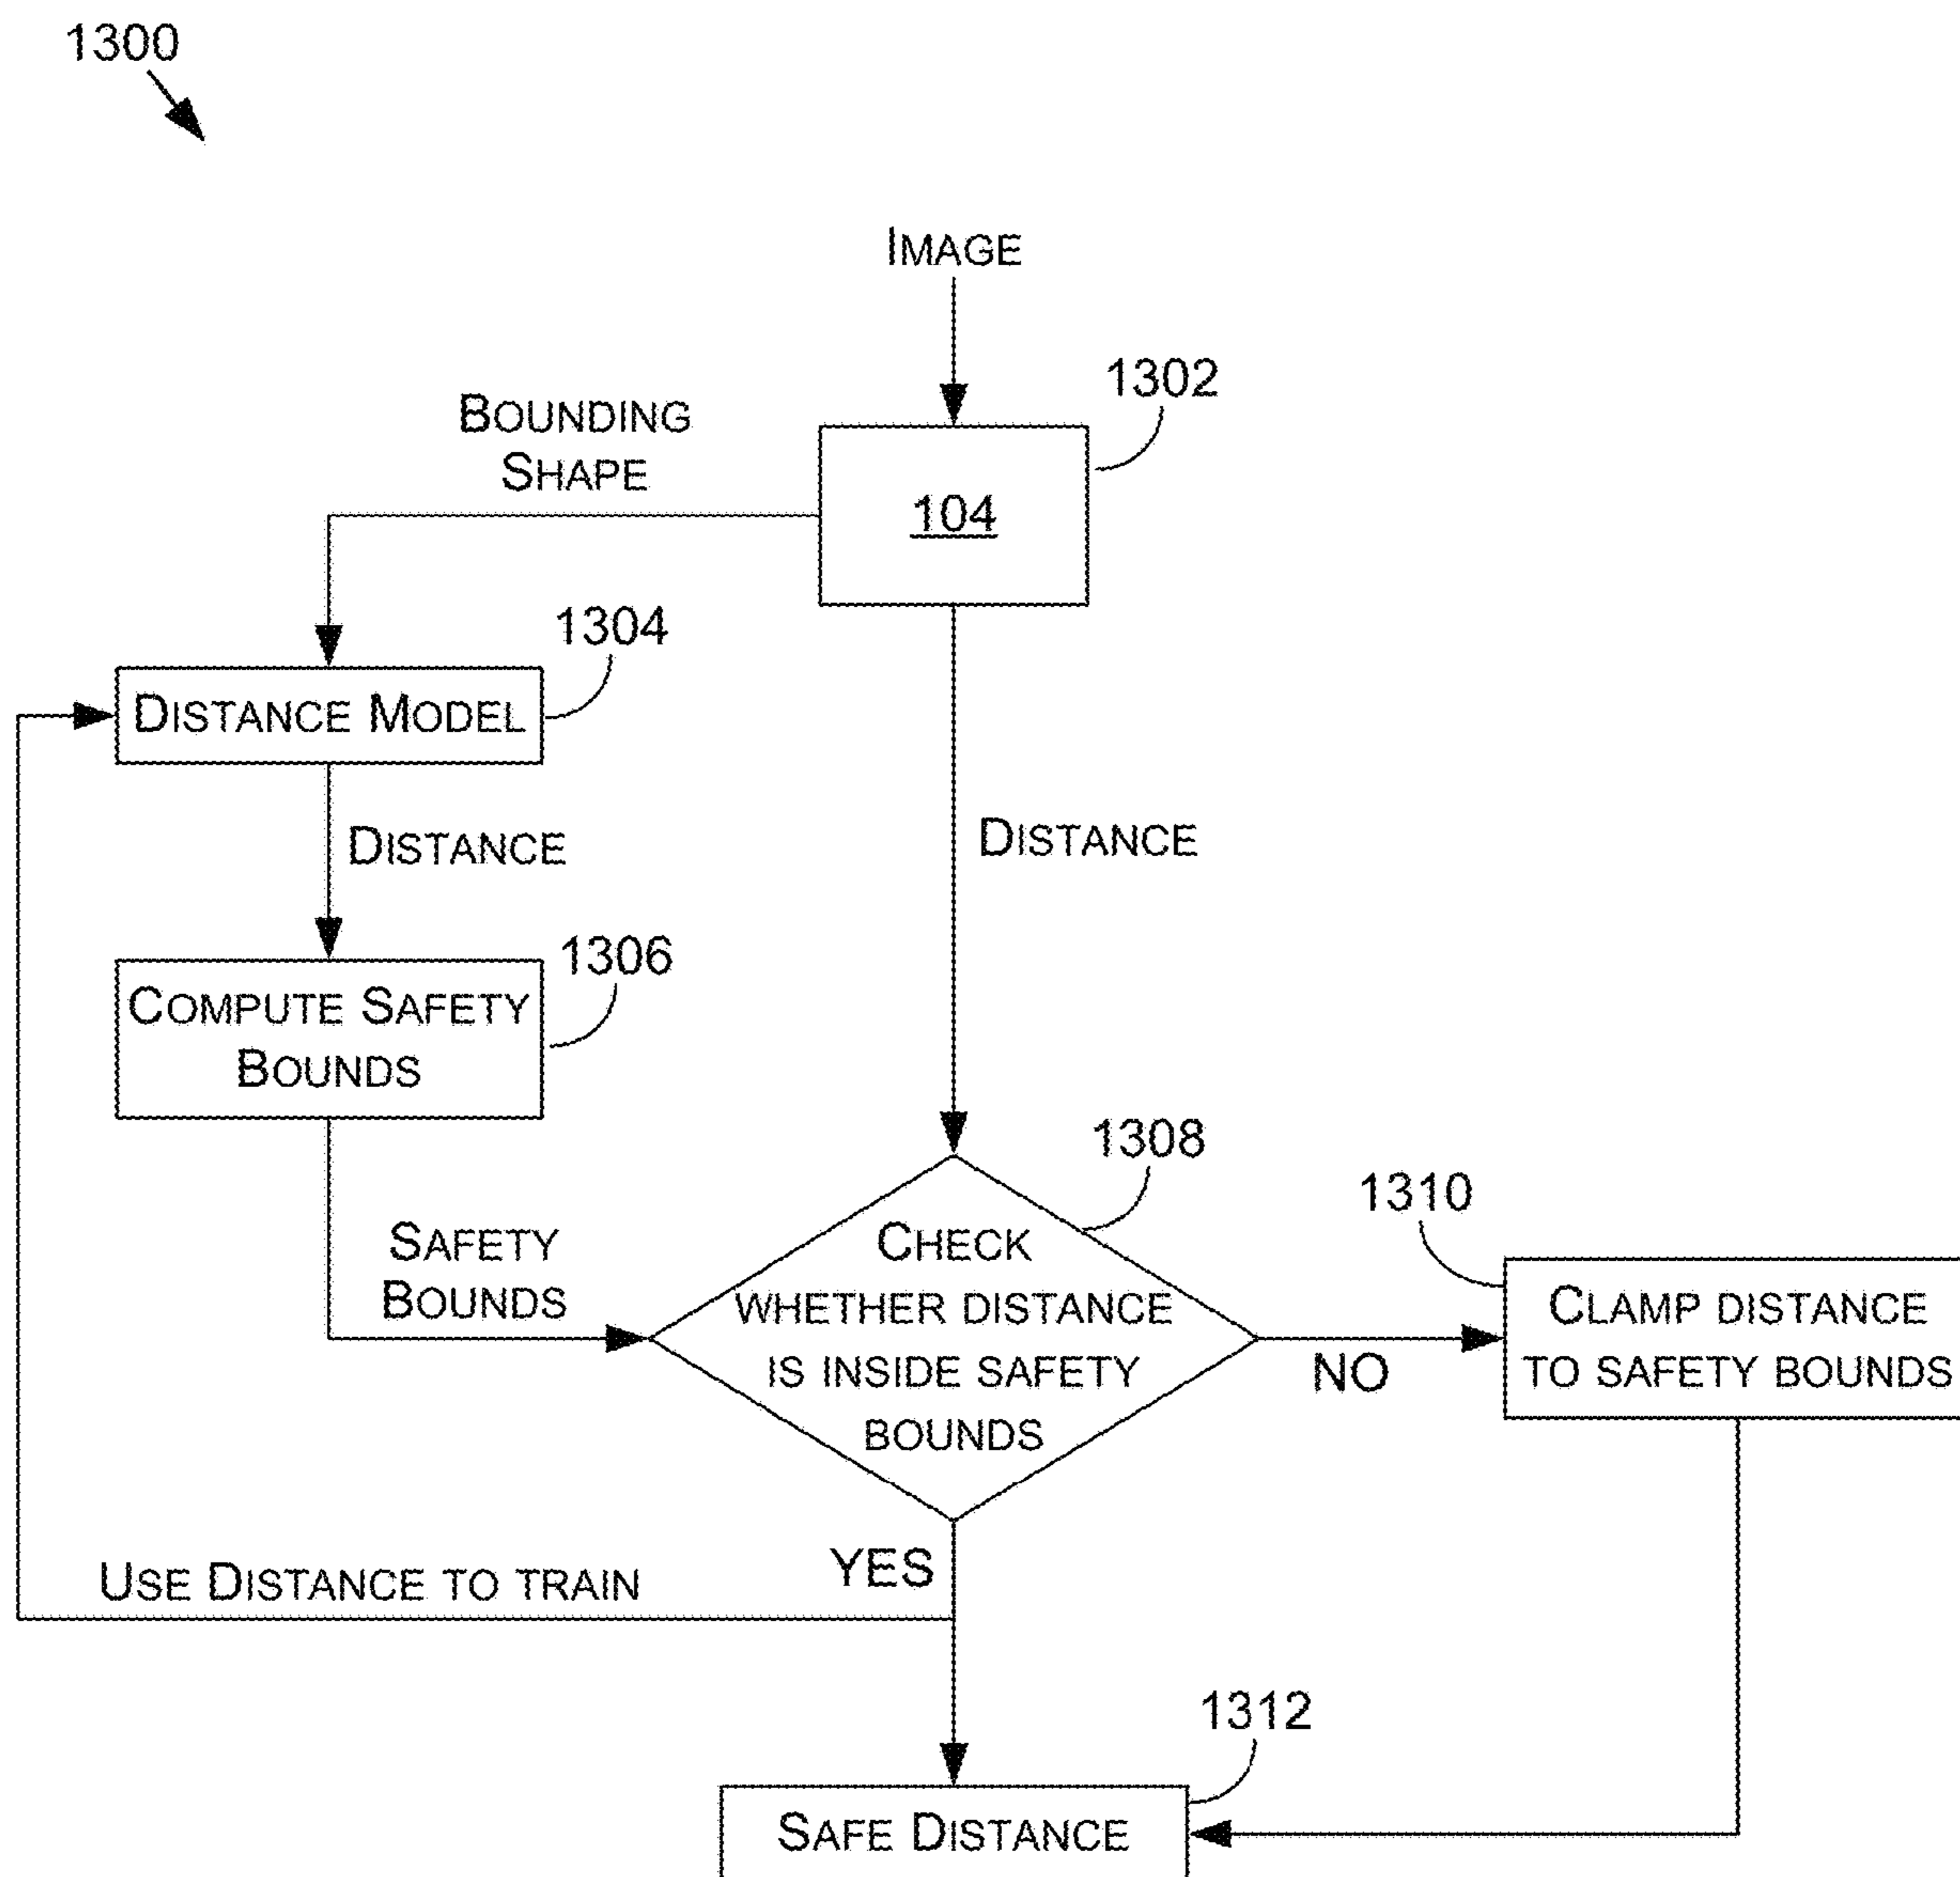 1300
IMAGE
1302
BOUNDING
SHAPE
104
1304
DISTANCE MODEL
DISTANCE
DISTANCE
1306
COMPUTE SAFETY
BOUNDS
1308
1310
SAFETY
BOUNDS
CHECK
WHETHER DISTANCE
IS INSIDE SAFETY
BOUNDS
NO
CLAMP DISTANCE
TO SAFETY BOUNDS
YES
USE DISTANCE TO TRAIN
1312
SAFE DISTANCE